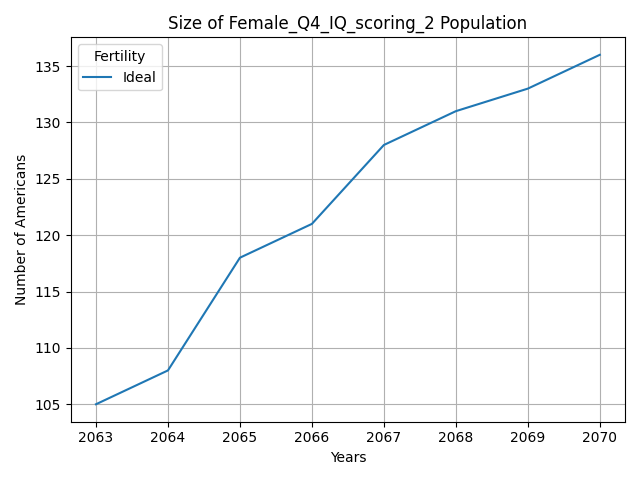 Size of Female_Q4_IQ_scoring_2 Population
Fertility
Ideal
Number of Americans
135
130
125
120
115
110
105
2063 2064 2065 2066 2067 2068 2069 2070
Years